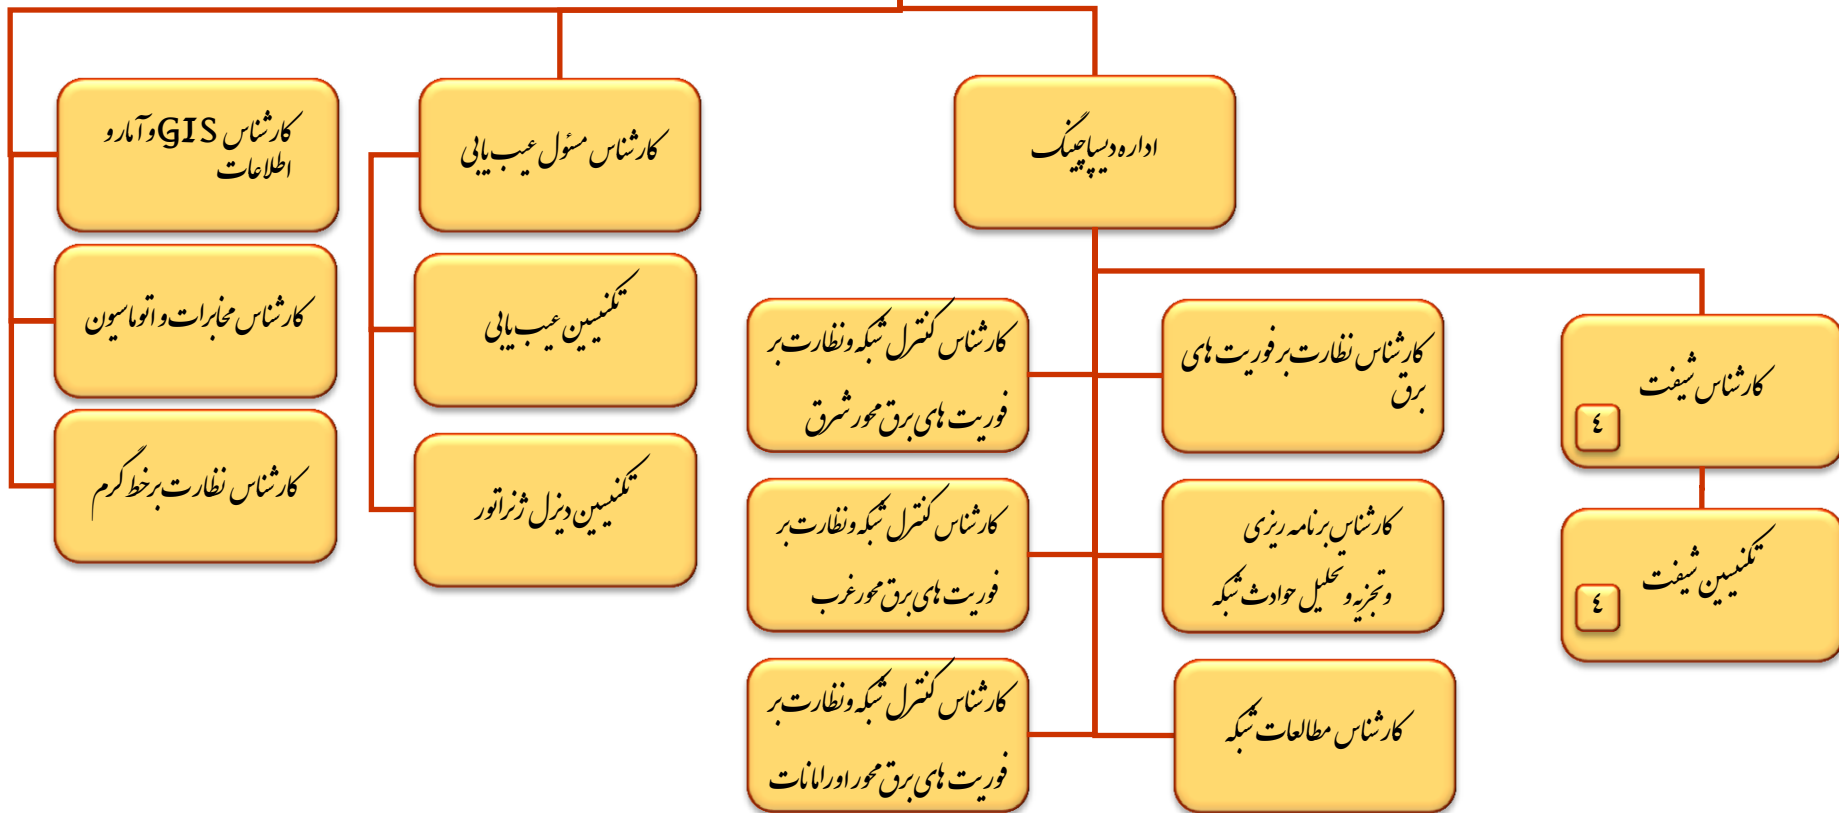 اداره دیسپاچینگ
کارشناس مسئول عیب یابی
کارشناس GIS و آمار و
اطلاعات
تکنیسین عیب یابی
کارشناس مخابرات و اتوماسیون
تکنیسین دیزل ژنراتور
کارشناس نظارت برخط گرم
کارشناس شیفت
٤
تکنیسین شیفت
٤
کارشناس نظارت بر فوریت های
برق
کارشناس برنامه ریزی
و تجزیه و تحلیل حوادث شبکه
کارشناس مطالعات شبکه
کارشناس کنترل شبکه و نظارت بر
فوریت های برق محور شرق
کارشناس کنترل شبکه و نظارت بر
فوریت های برق محور غرب
کارشناس کنترل شبکه و نظارت بر
فوریت های برق محور اورامانات